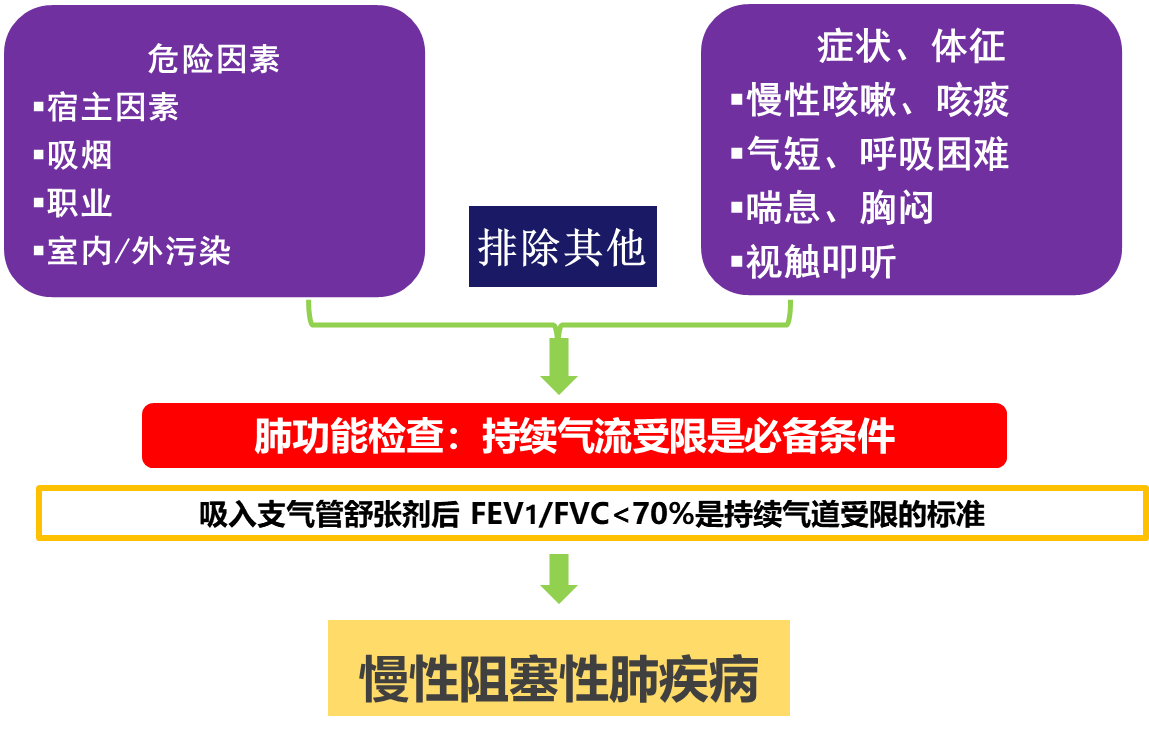 危险因素
▪宿主因素
▪吸烟
▪职业
▪室内/外污染
排除其他
症状、体征
▪慢性咳嗽、咳痰
▪气短、呼吸困难
▪喘息、胸闷
▪视触叩听
肺功能检查：持续气流受限是必备条件
吸入支气管舒张剂后 FEV1/FVC<70%是持续气道受限的标准
慢性阻塞性肺疾病